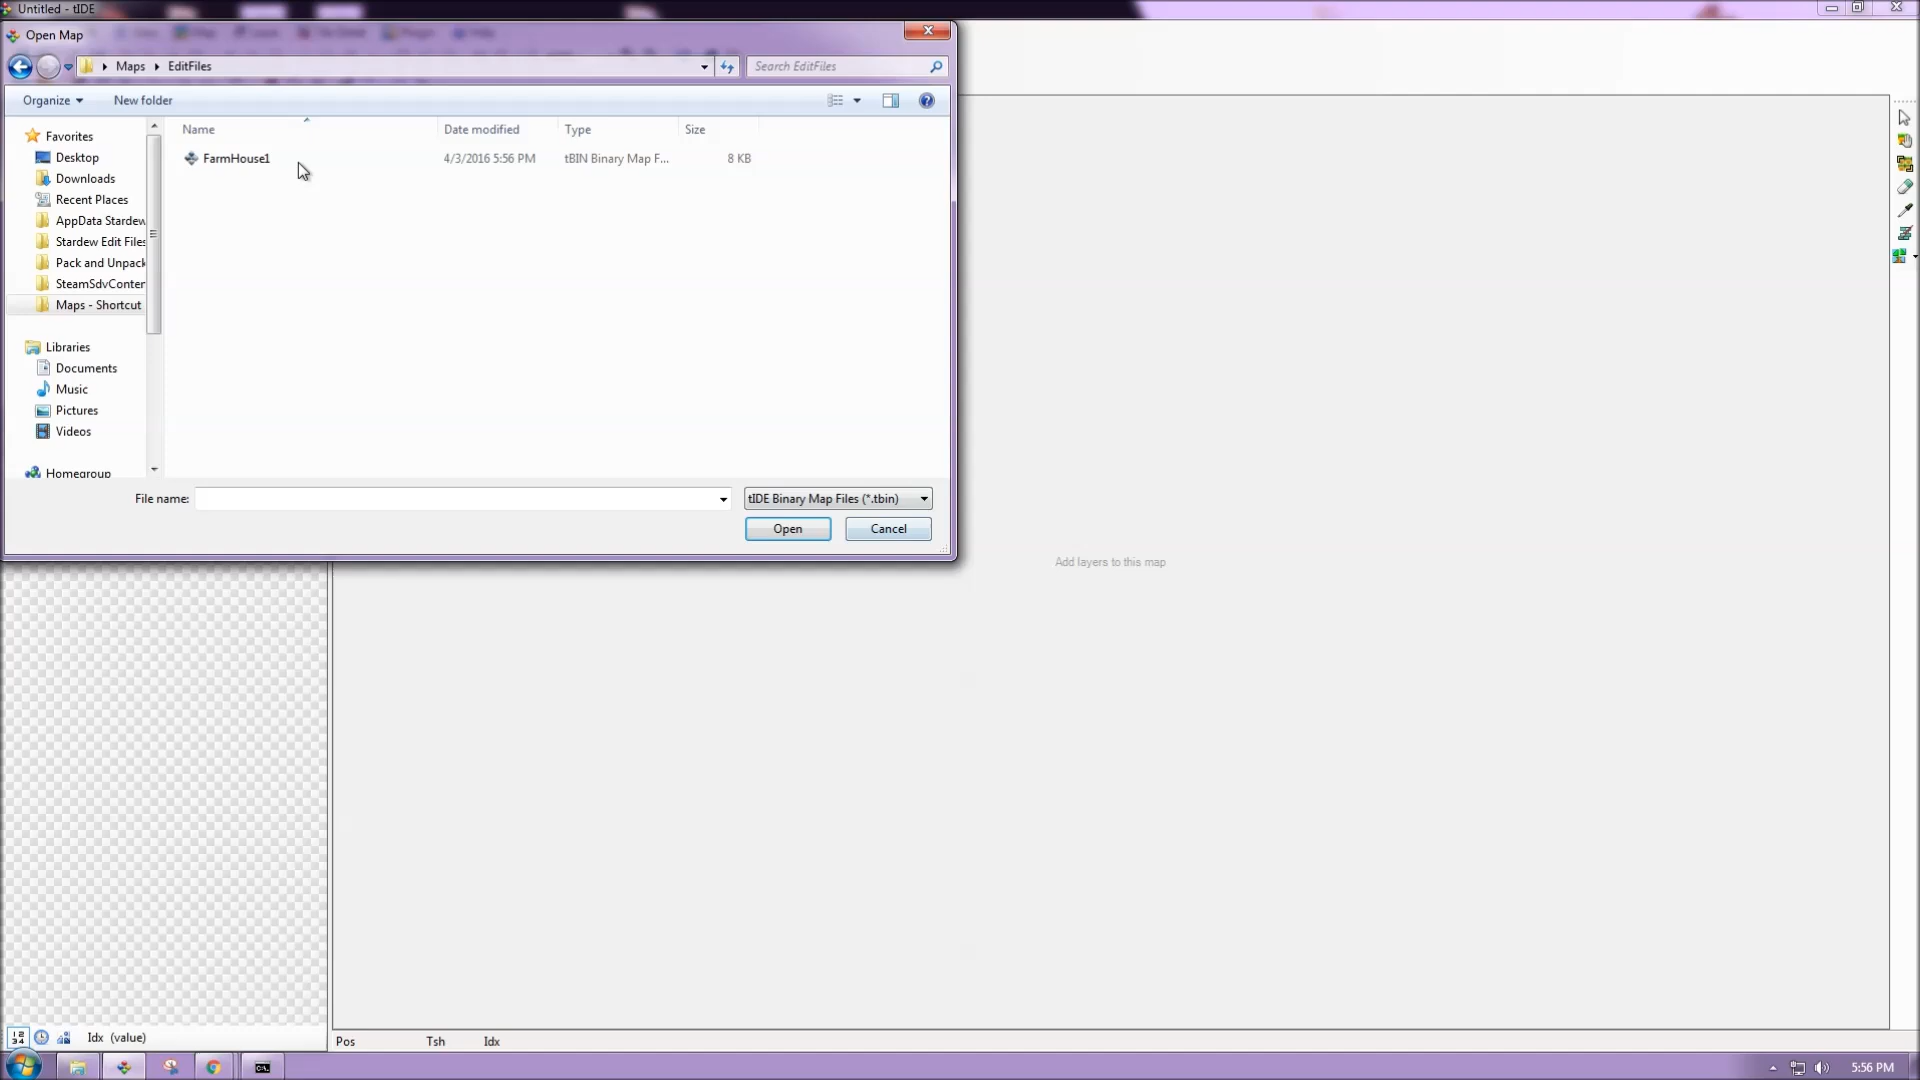 Untitled - tIDE
Open Map
Maps EditFiles
Search EditFiles
Organize New folder
Name Date modified Type Size
FarmHouse1 4/3/2016 5:56 PM tBIN Binary Map F... 8 KB
Favorites
Desktop
Downloads
Recent Places
AppData Stardew
Stardew Edit Files
Pack and Unpack
SteamSdvConter
Maps - Shortcut
Libraries
Documents
Music
Pictures
Videos
Homegroup
File name: tIDE Binary Map Files (*.tbin)
Open Cancel
Add layers to this map
Idx (value)
Pos Tsh Idx
5:56 PM